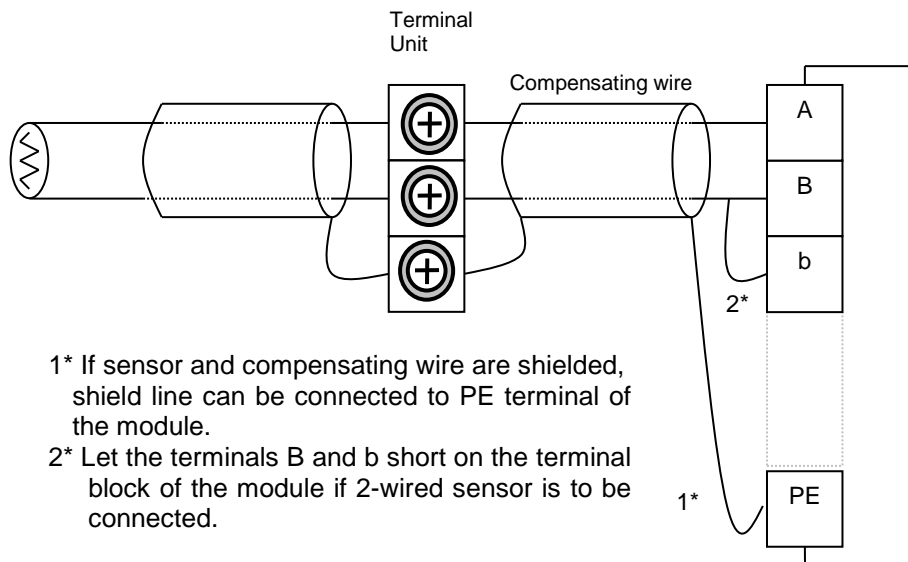 Terminal
Unit
Compensating wire
A
B
b
2*
1* If sensor and compensating wire are shielded,
shield line can be connected to PE terminal of
the module.
2* Let the terminals B and b short on the terminal
block of the module if 2-wired sensor is to be
connected.
1*
PE